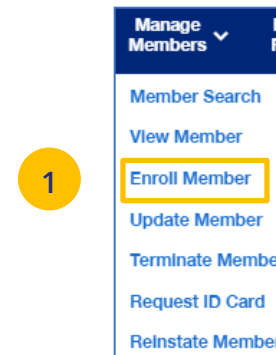 Manage
Members
Member Search
View Member
1
Enroll Member
Update Member
Terminate Membe
Request ID Card
Reinstate Member